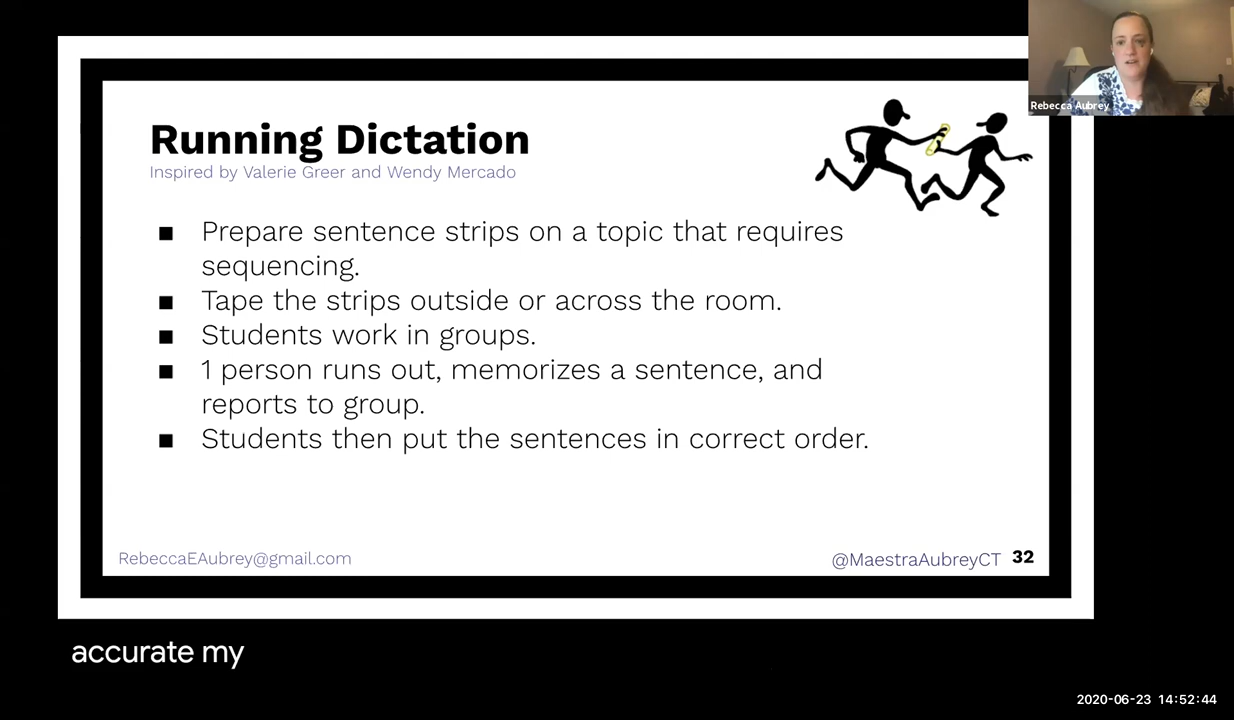 Rebecca Aubrey
Running Dictation
Inspired by Valerie Greer and Wendy Mercado
■ Prepare sentence strips on a topic that requires
sequencing.
■ Tape the strips outside or across the room.
■ Students work in groups.
■ 1 person runs out, memorizes a sentence, and
reports to group.
■ Students then put the sentences in correct order.
RebeccaEAubrey@gmail.com
@MaestraAubreyCT 32
accurate my
2020-06-23 14:52:44